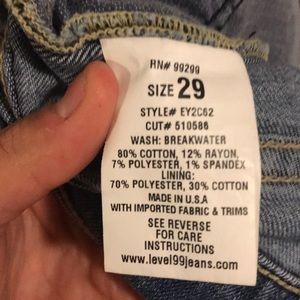 RN# 99299
SIZE 29
STYLE# EY2C62
CUT# 510586
WASH: BREAKWATER
80% COTTON, 12% RAYON,
7% POLYESTER, 1% SPANDEX
LINING:
70% POLYESTER, 30% COTTON
MADE IN U.S.A
WITH IMPORTED FABRIC & TRIMS
SEE REVERSE
FOR CARE
INSTRUCTIONS
www.level99jeans.com